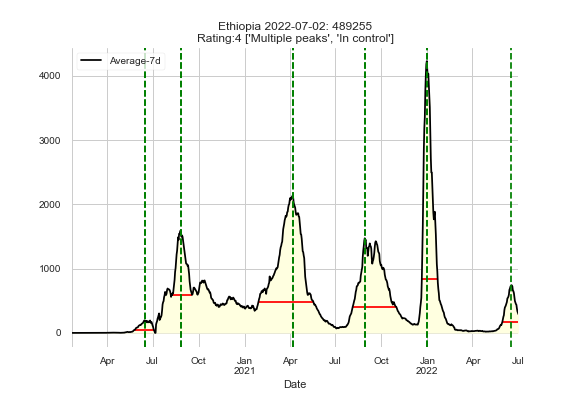 Ethiopia 2022-07-02: 489255
Rating:4 ['Multiple peaks', 'In control']
Average-7d
4000
3000
2000
1000
0
Apr Jul Oct Jan Apr Jul Oct Jan Apr Jul
2021 2022
Date